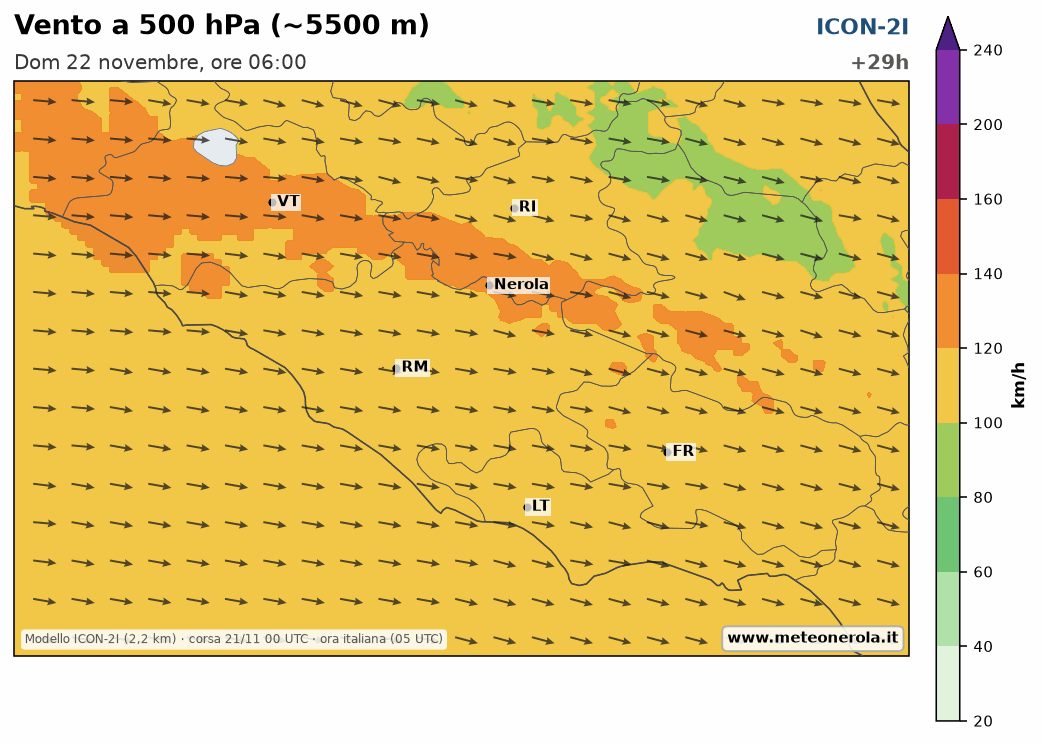 Vento a 500 hPa (~5500 m)
ICON-2I
Dom 22 novembre, ore 06:00
+29h
VT
RI
Nerola
RM
FR
LT
240
200
160
140
120
100
80
60
40
20
km/h
Modello ICON-2I (2,2 km) · corsa 21/11 00 UTC · ora italiana (05 UTC)
www.meteonerola.it